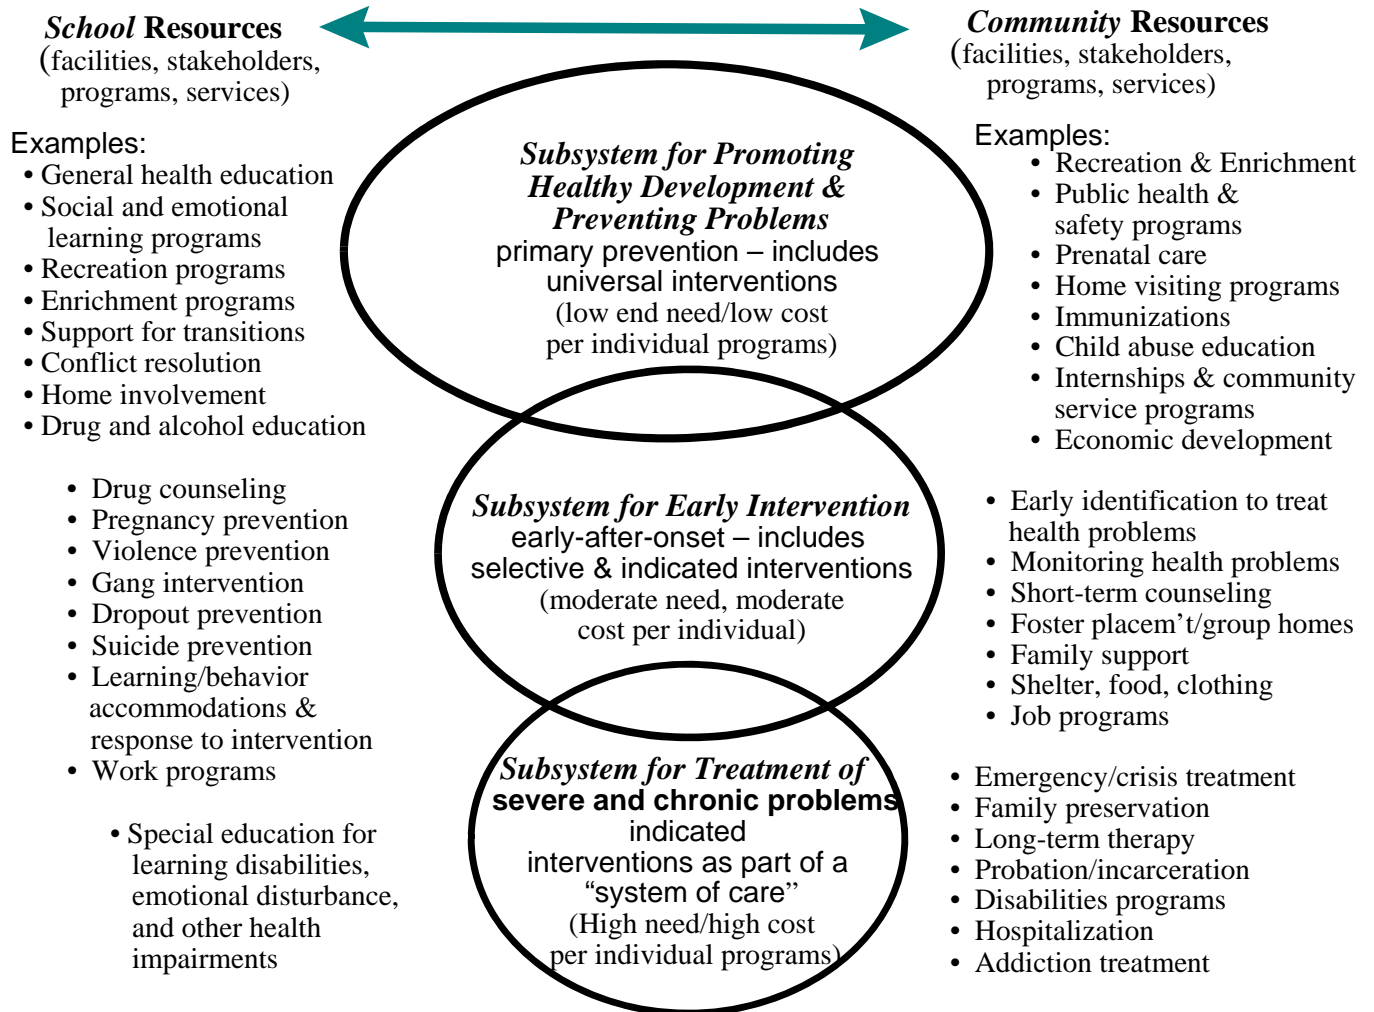 School Resources
(facilities, stakeholders,
programs, services)
Examples:
• General health education
• Social and emotional
learning programs
• Recreation programs
• Enrichment programs
• Support for transitions
• Conflict resolution
• Home involvement
• Drug and alcohol education
• Drug counseling
• Pregnancy prevention
• Violence prevention
• Gang intervention
• Dropout prevention
• Suicide prevention
• Learning/behavior
accommodations &
response to intervention
• Work programs
• Special education for
learning disabilities,
emotional disturbance,
and other health
impairments
Subsystem for Promoting
Healthy Development &
Preventing Problems
primary prevention – includes
universal interventions
(low end need/low cost
per individual programs)
Subsystem for Early Intervention
early-after-onset – includes
selective & indicated interventions
(moderate need, moderate
cost per individual)
Subsystem for Treatment of
severe and chronic problems
indicated
interventions as part of a
“system of care”
(High need/high cost
per individual programs)
Community Resources
(facilities, stakeholders,
programs, services)
Examples:
• Recreation & Enrichment
• Public health &
safety programs
• Prenatal care
• Home visiting programs
• Immunizations
• Child abuse education
• Internships & community
service programs
• Economic development
• Early identification to treat
health problems
• Monitoring health problems
• Short-term counseling
• Foster placem’t/group homes
• Family support
• Shelter, food, clothing
• Job programs
• Emergency/crisis treatment
• Family preservation
• Long-term therapy
• Probation/incarceration
• Disabilities programs
• Hospitalization
• Addiction treatment